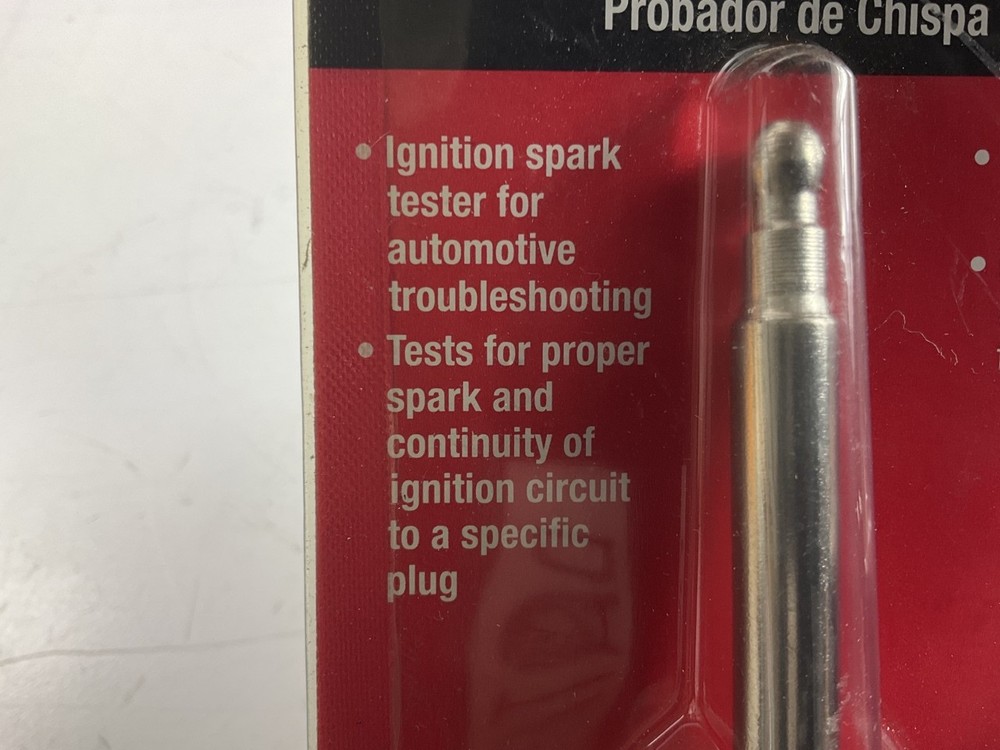 Probador de Chispa
• Ignition spark
tester for
automotive
troubleshooting
• Tests for proper
spark and
continuity of
ignition circuit
to a specific
plug